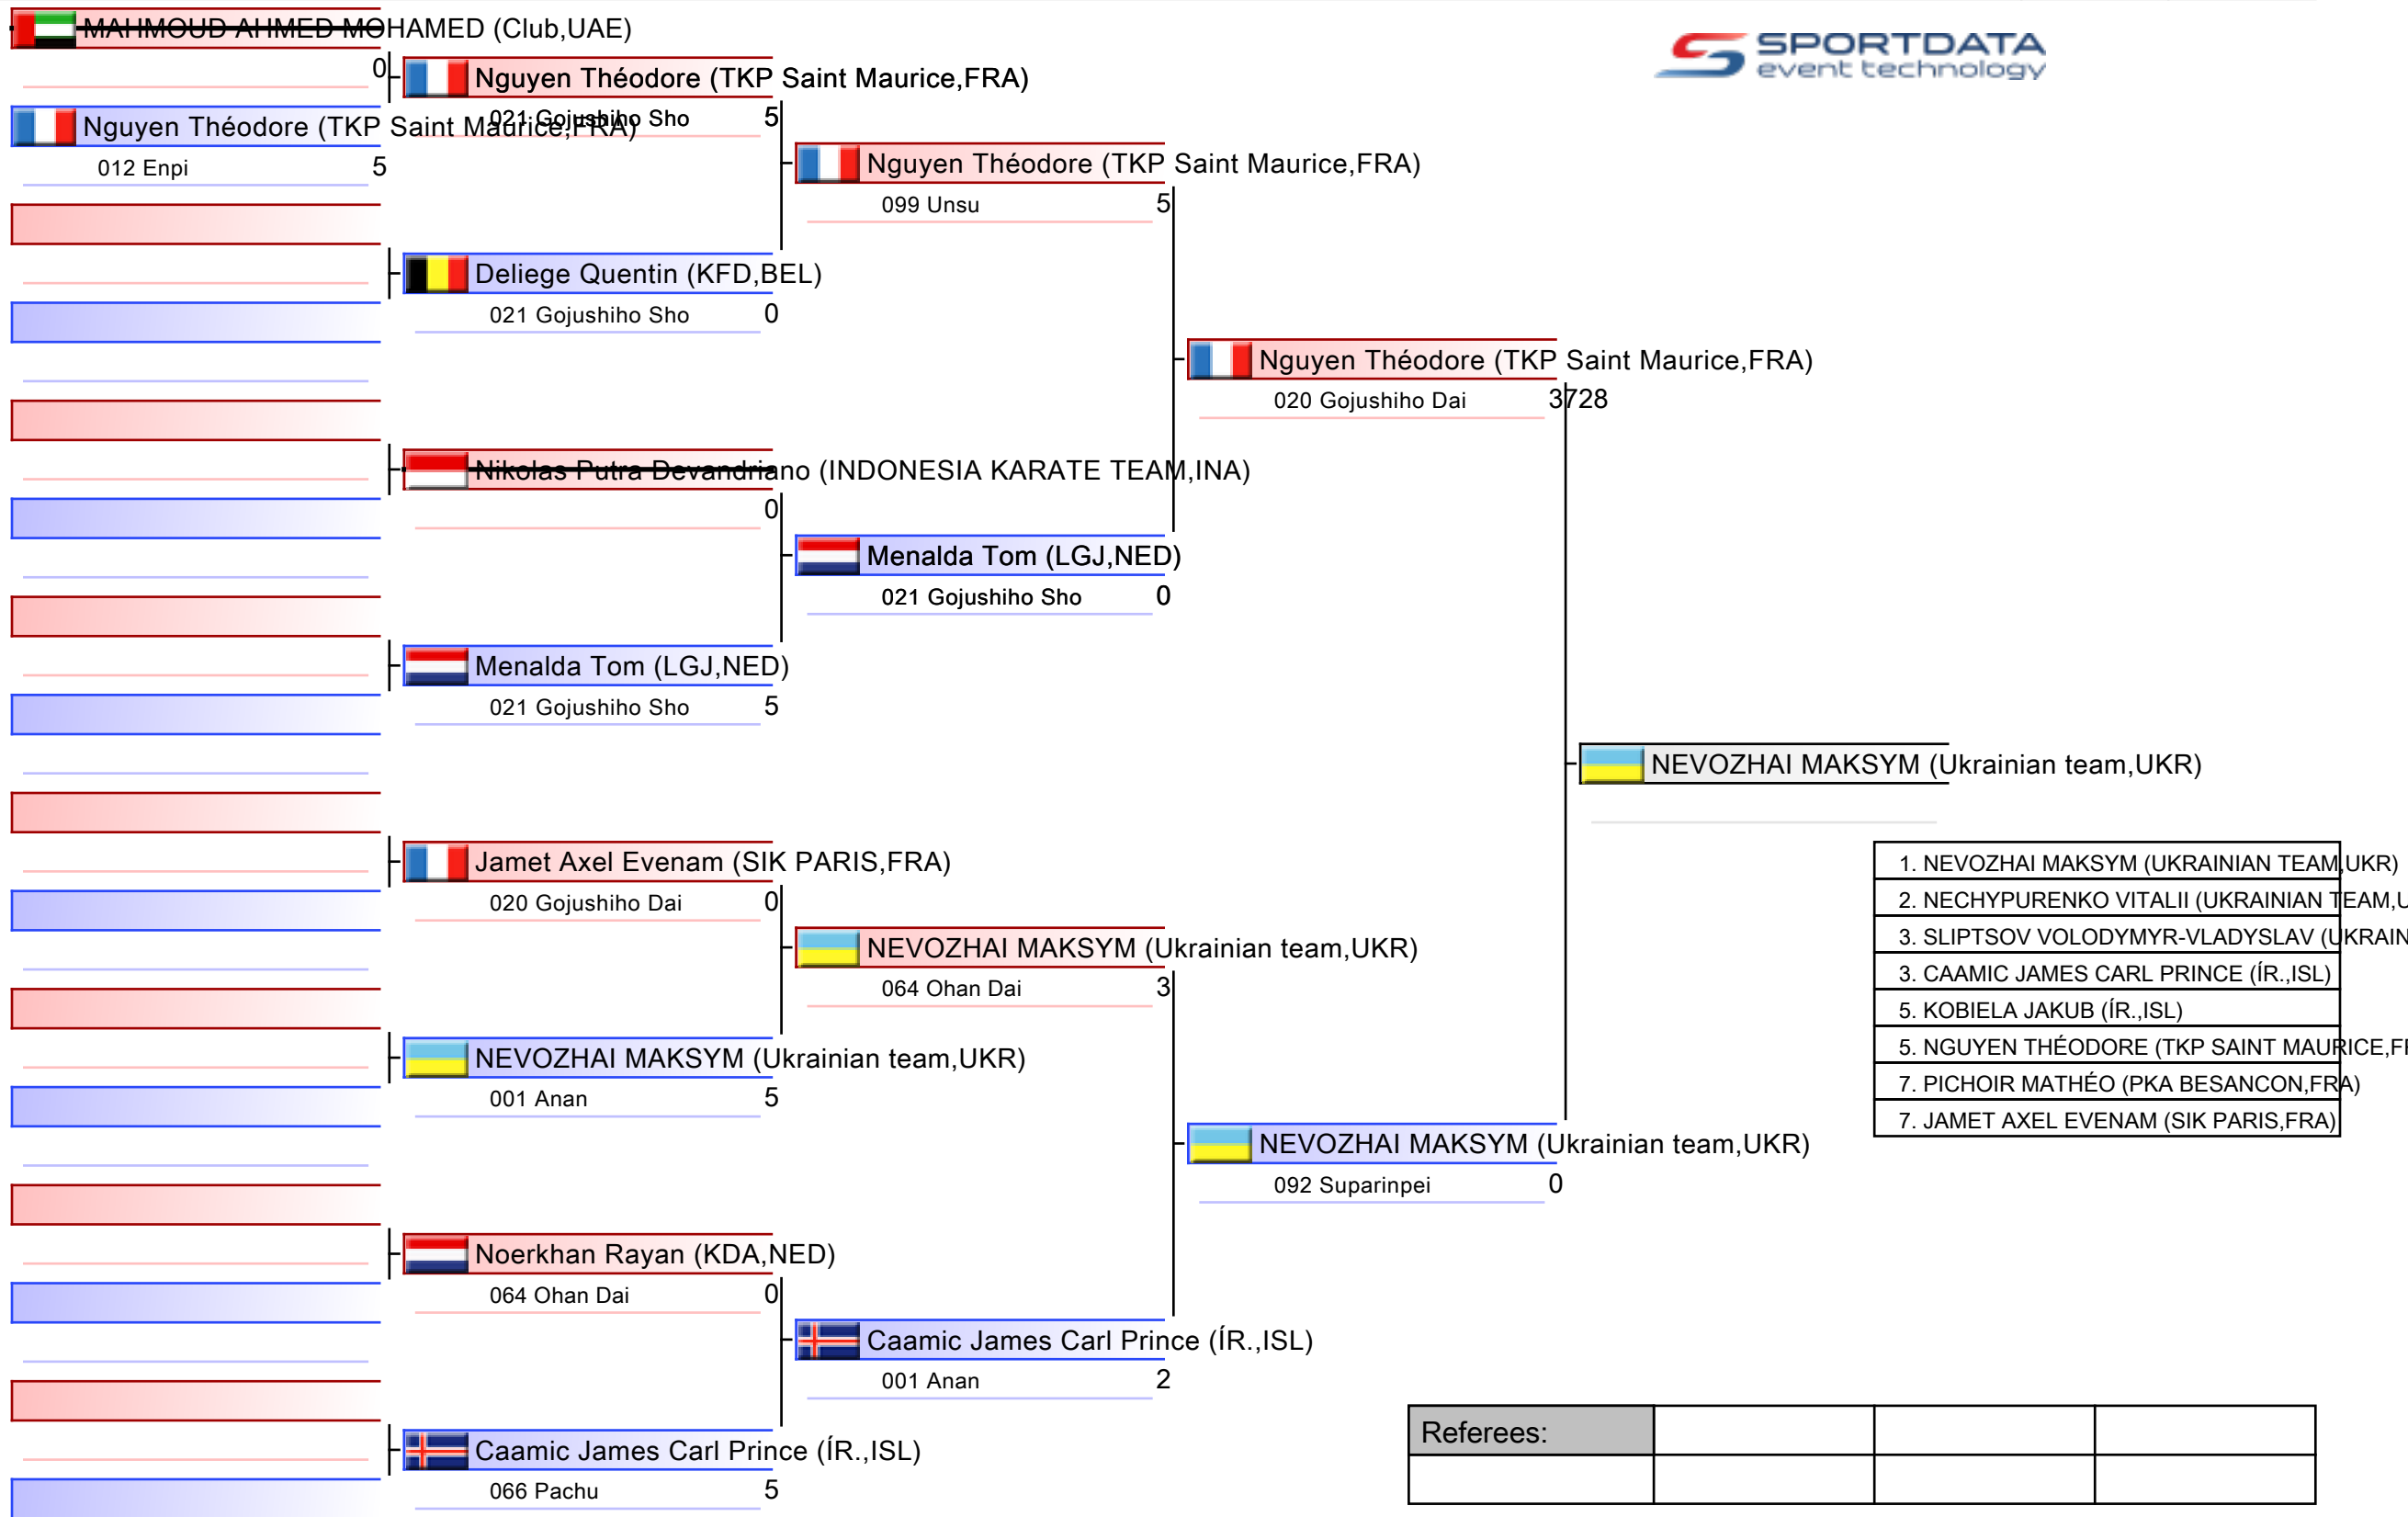 MAHMOUD AHMED MOHAMED (Club,UAE)
0
Nguyen Théodore (TKP Saint Maurice,FRA)
012 Enpi 5
Nguyen Théodore (TKP Saint Maurice,FRA)
021 Gojushiho Sho 5
Deliege Quentin (KFD,BEL)
021 Gojushiho Sho 0
Nikolas Putra Devandriano (INDONESIA KARATE TEAM,INA)
0
Menalda Tom (LGJ,NED)
021 Gojushiho Sho 5
Jamet Axel Evenam (SIK PARIS,FRA)
020 Gojushiho Dai 0
NEVOZHAI MAKSYM (Ukrainian team,UKR)
001 Anan 5
Noerkhan Rayan (KDA,NED)
064 Ohan Dai 0
Caamic James Carl Prince (ÍR.,ISL)
066 Pachu 5
Nguyen Théodore (TKP Saint Maurice,FRA)
099 Unsu 5
Menalda Tom (LGJ,NED)
021 Gojushiho Sho 0
NEVOZHAI MAKSYM (Ukrainian team,UKR)
064 Ohan Dai 3
Caamic James Carl Prince (ÍR.,ISL)
001 Anan 2
Nguyen Théodore (TKP Saint Maurice,FRA)
020 Gojushiho Dai 3728
NEVOZHAI MAKSYM (Ukrainian team,UKR)
092 Suparinpei 0
NEVOZHAI MAKSYM (Ukrainian team,UKR)
SPORTDATA
event technology
1. NEVOZHAI MAKSYM (UKRAINIAN TEAM,UKR)
2. NECHYPURENKO VITALII (UKRAINIAN TEAM,U
3. SLIPTSOV VOLODYMYR-VLADYSLAV (UKRAIN
3. CAAMIC JAMES CARL PRINCE (ÍR.,ISL)
5. KOBIELA JAKUB (ÍR.,ISL)
5. NGUYEN THÉODORE (TKP SAINT MAURICE,F
7. PICHOIR MATHÉO (PKA BESANCON,FRA)
7. JAMET AXEL EVENAM (SIK PARIS,FRA)
Referees: